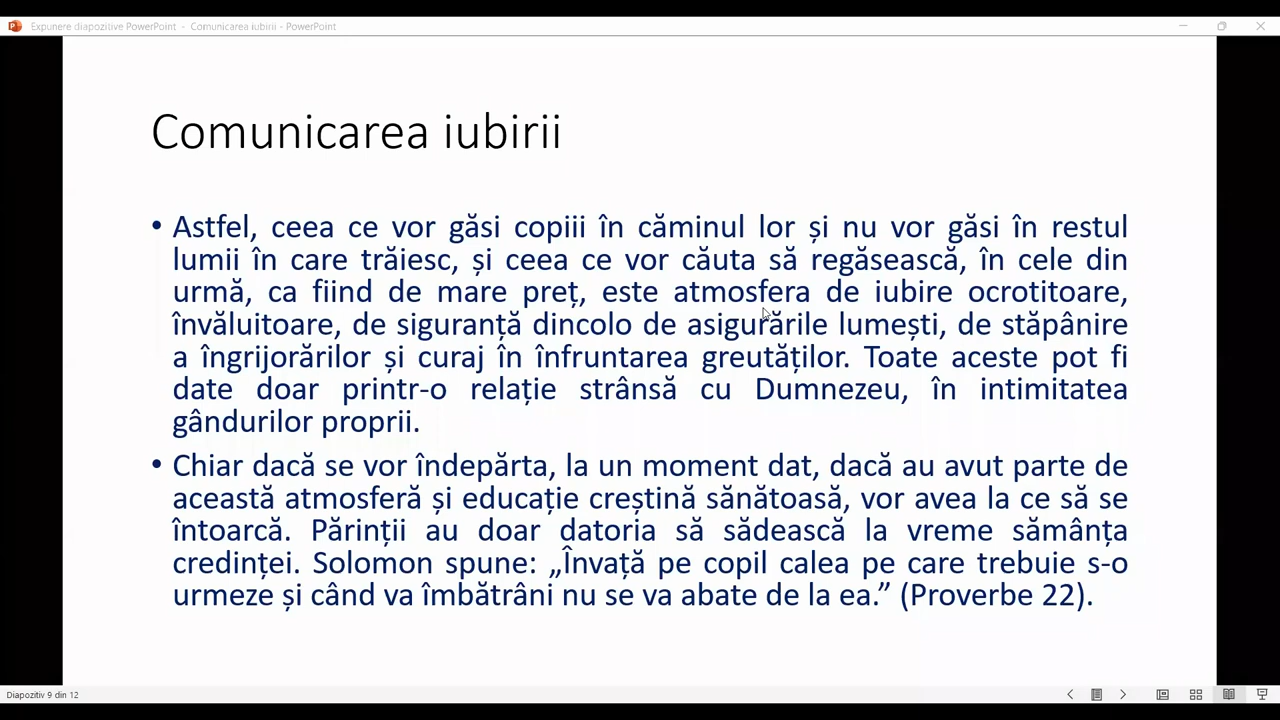 Expunere diapozitive PowerPoint - Comunicarea iubirii - PowerPoint
Comunicarea iubirii
• Astfel, ceea ce vor găsi copiii în căminul lor și nu vor găsi în restul
lumii în care trăiesc, și ceea ce vor căuta să regăsească, în cele din
urmă, ca fiind de mare preț, este atmosfera de iubire ocrotitoare,
învăluitoare, de siguranță dincolo de asigurările lumești, de stăpânire
a îngrijorărilor și curaj în înfruntarea greutăților. Toate aceste pot fi
date doar printr-o relație strânsă cu Dumnezeu, în intimitatea
gândurilor proprii.
• Chiar dacă se vor îndepărta, la un moment dat, dacă au avut parte de
această atmosferă și educație creștină sănătoasă, vor avea la ce să se
întoarcă. Părinții au doar datoria să sădească la vreme sămânța
credinței. Solomon spune: „Învață pe copil calea pe care trebuie s-o
urmeze și când va îmbătrâni nu se va abate de la ea.” (Proverbe 22).
Diapozitiv 9 din 12